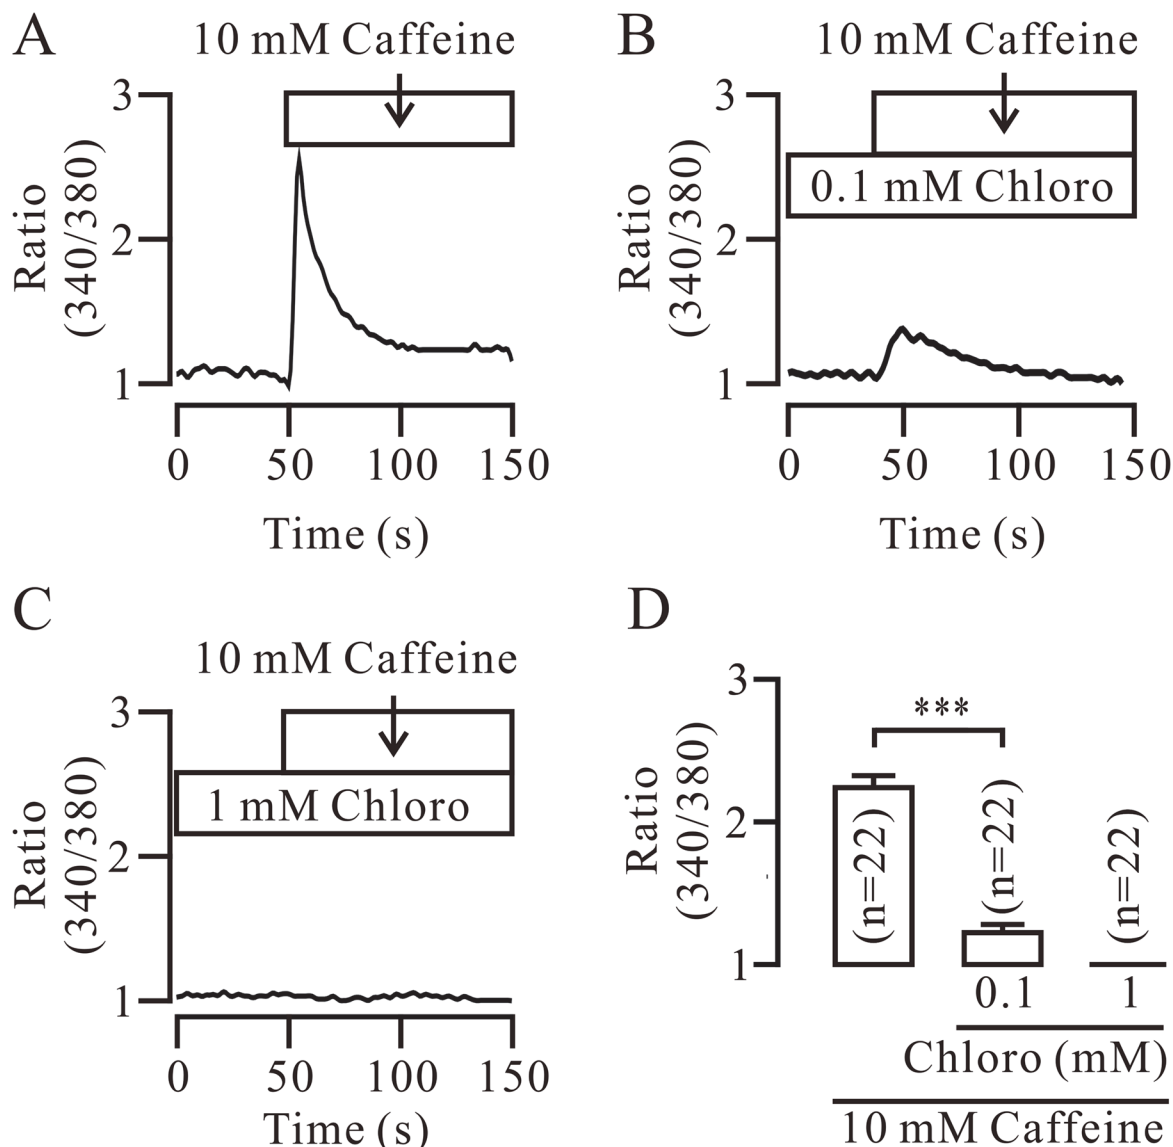 A
10 mM Caffeine
3
2
1
Ratio
(340/380)
0 50 100 150
Time (s)
B
10 mM Caffeine
0.1 mM Chloro
3
2
1
Ratio
(340/380)
0 50 100 150
Time (s)
C
10 mM Caffeine
1 mM Chloro
3
2
1
Ratio
(340/380)
0 50 100 150
Time (s)
D
3
2
1
Ratio
(340/380)
***
(n=22)
(n=22)
(n=22)
0.1 1
Chloro (mM)
10 mM Caffeine